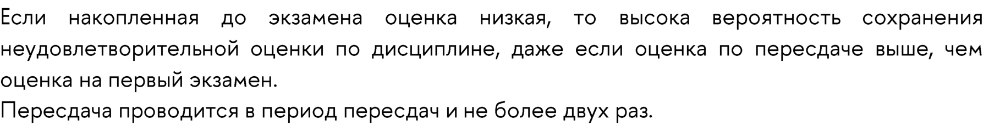 Если накопленная до экзамена оценка низкая, то высока вероятность сохранения
неудовлетворительной оценки по дисциплине, даже если оценка по пересдаче выше, чем
оценка на первый экзамен.
Пересдача проводится в период пересдач и не более двух раз.